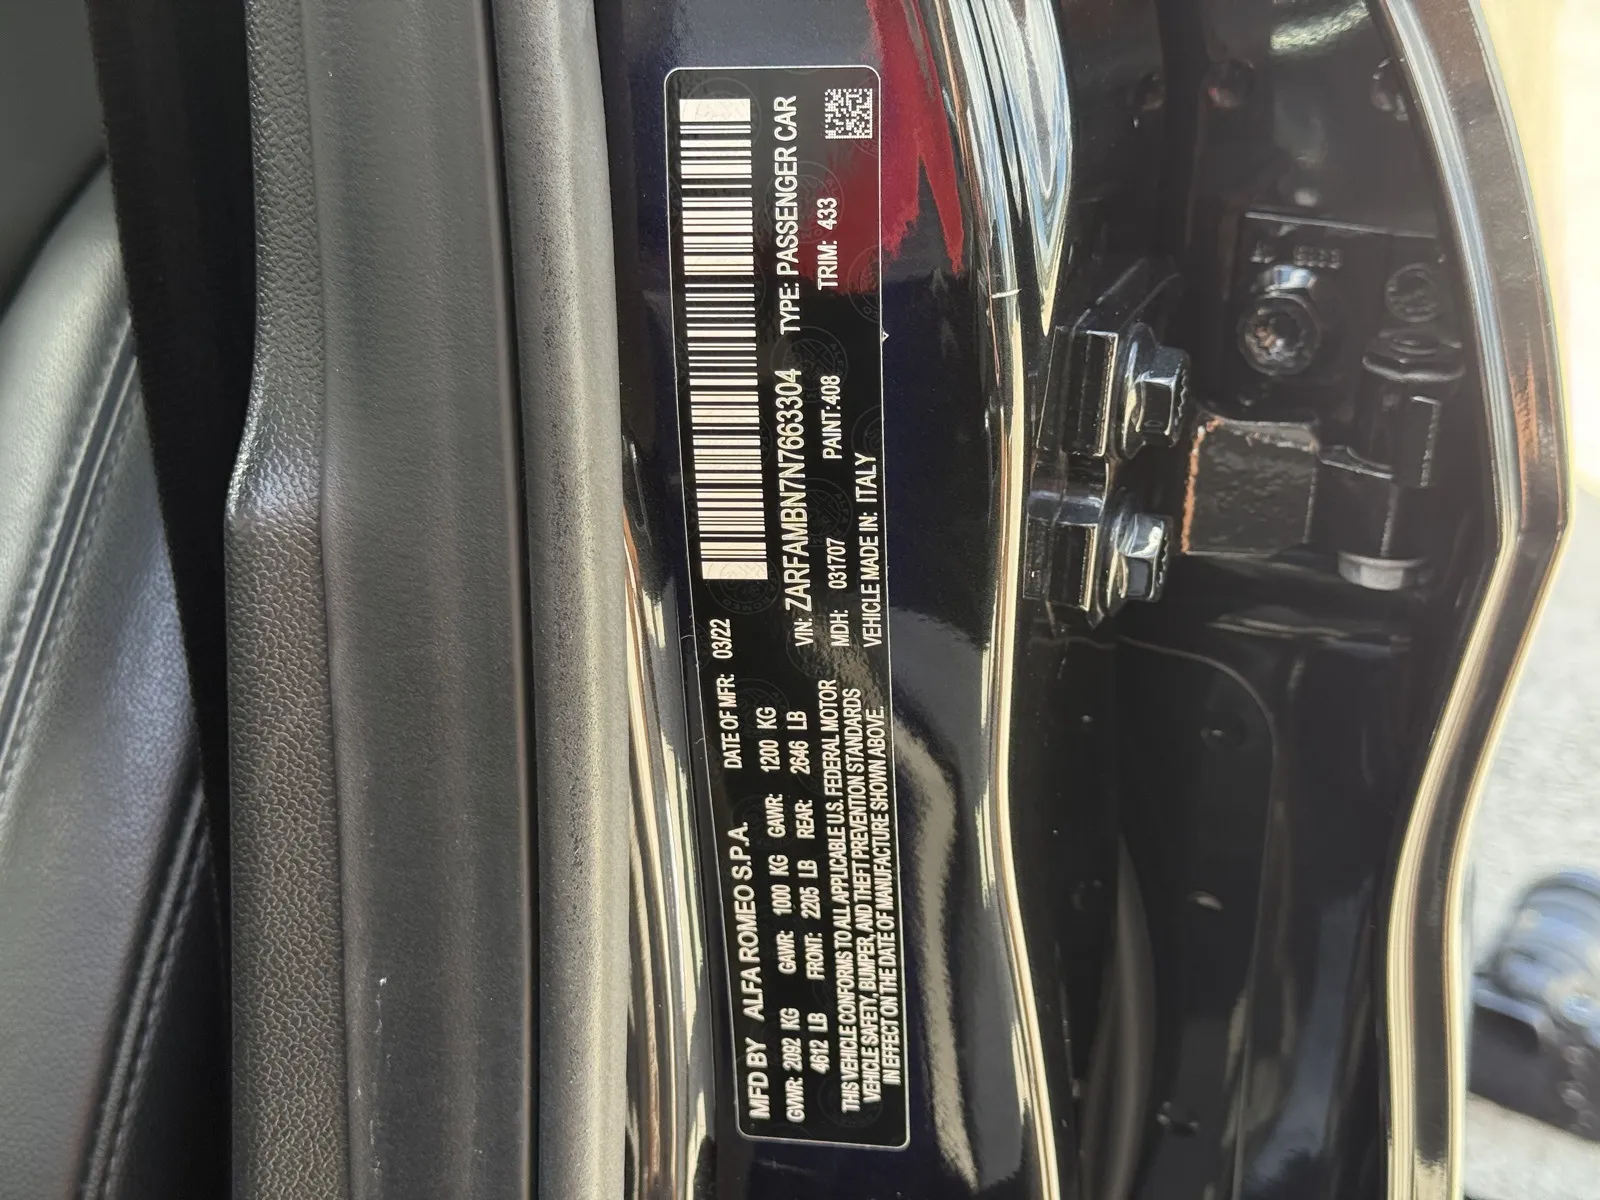 MFD BY ALFA ROMEO S.P.A. DATE OF MFR: 03/22
GVWR: 2092 KG GAWR: 1000 KG GAWR: 1200 KG
4612 LB FRONT: 2205 LB REAR: 2646 LB
THIS VEHICLE CONFORMS TO ALL APPLICABLE U.S. FEDERAL MOTOR
VEHICLE SAFETY, BUMPER, AND THEFT PREVENTION STANDARDS
IN EFFECT ON THE DATE OF MANUFACTURE SHOWN ABOVE.
VIN: ZARFAMBN7N7663304 TYPE: PASSENGER CAR
MDH: 031707 PAINT:408 TRIM: 433
VEHICLE MADE IN: ITALY